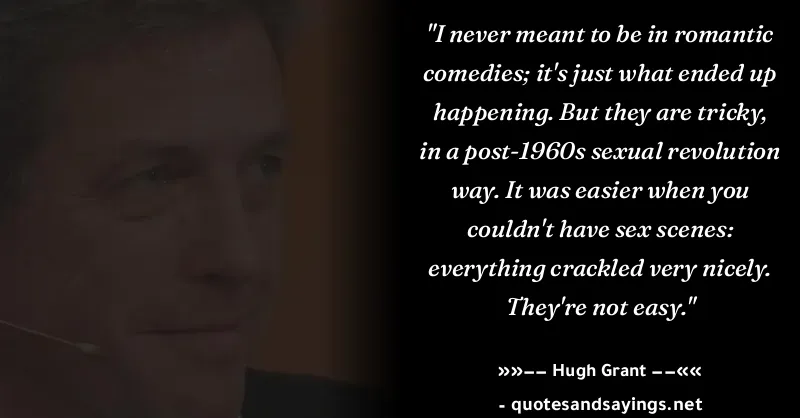 "I never meant to be in romantic
comedies; it's just what ended up
happening. But they are tricky,
in a post-1960s sexual revolution
way. It was easier when you
couldn't have sex scenes:
everything crackled very nicely.
They're not easy."
»»−− Hugh Grant −−««
- quotesandsayings.net